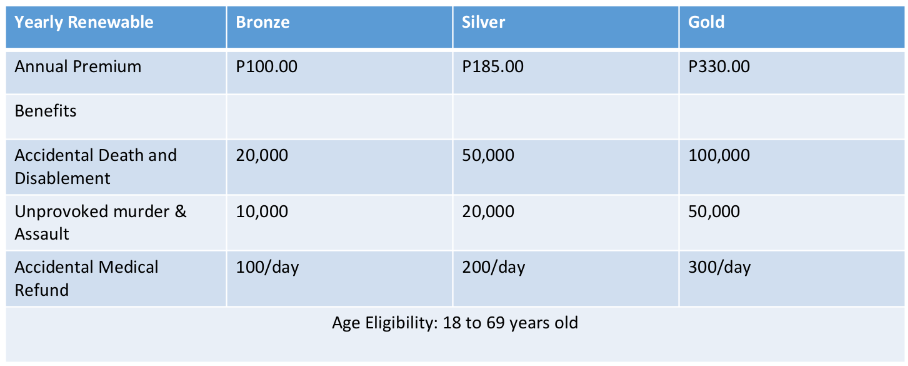 Yearly Renewable Bronze Silver Gold
Annual Premium P100.00 P185.00 P330.00
Benefits
Accidental Death and 20,000 50,000 100,000
Disablement
Unprovoked murder & 10,000 20,000 50,000
Assault
Accidental Medical 100/day 200/day 300/day
Refund
Age Eligibility: 18 to 69 years old